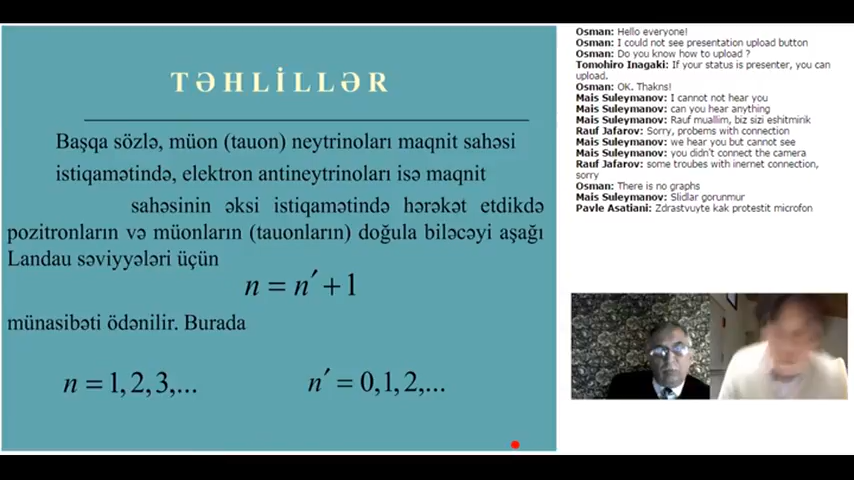 TƏHLİLLƏR
Başqa sözlə, müon (tauon) neytrinoları maqnit sahəsi
istiqamətində, elektron antineytrinoları isə maqnit
sahəsinin əksi istiqamətində hərəkət etdikdə
pozitronların və müonların (tauonların) doğula biləcəyi aşağı
Landau səviyyələri üçün
n = n′ + 1
münasibəti ödənilir. Burada
n = 1, 2, 3,... n′ = 0,1, 2,...
Osman: Hello everyone!
Osman: I could not see presentation upload button
Osman: Do you know how to upload ?
Tomohiro Inagaki: If your status is presenter, you can
upload.
Osman: OK. Thakns!
Mais Suleymanov: I cannot not hear you
Mais Suleymanov: can you hear anything
Mais Suleymanov: Rauf muallim, biz sizi eshitmirik
Rauf Jafarov: Sorry, probems with connection
Mais Suleymanov: we hear you but cannot see
Mais Suleymanov: you didn't connect the camera
Rauf Jafarov: some troubes with inernet connection,
sorry
Osman: There is no graphs
Mais Suleymanov: Slidlar gorunmur
Pavle Asatiani: Zdrastvuyte kak protestit microfon